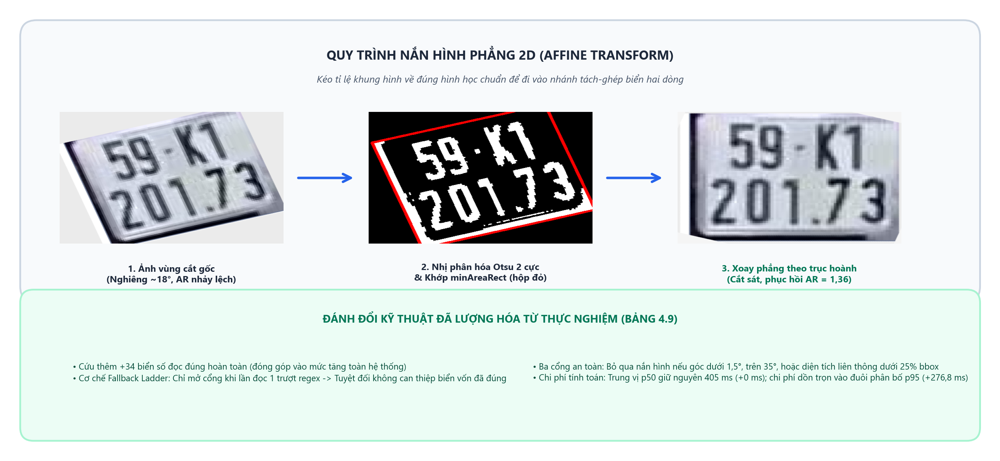 QUY TRÌNH NẮN HÌNH PHẲNG 2D (AFFINE TRANSFORM)
Kéo tỉ lệ khung hình về đúng hình học chuẩn để đi vào nhánh tách-ghép biển hai dòng
59-K1
201.73
59-K1
201.73
59-K1
201.73
1. Ảnh vùng cắt gốc
(Nghiêng ~18°, AR nhảy lệch)
2. Nhị phân hóa Otsu 2 cực
& Khớp minAreaRect (hộp đỏ)
3. Xoay phẳng theo trục hoành
(Cắt sát, phục hồi AR = 1,36)
ĐÁNH ĐỔI KỸ THUẬT ĐÃ LƯỢNG HÓA TỪ THỰC NGHIỆM (BẢNG 4.9)
• Cứu thêm +34 biển số đọc đúng hoàn toàn (đóng góp vào mức tăng toàn hệ thống)
• Cơ chế Fallback Ladder: Chỉ mở cổng khi lần đọc 1 trượt regex -> Tuyệt đối không can thiệp biển vốn đã đúng
• Ba cổng an toàn: Bỏ qua nắn hình nếu góc dưới 1,5°, trên 35°, hoặc diện tích liên thông dưới 25% bbox
• Chi phí tính toán: Trung vị p50 giữ nguyên 405 ms (+0 ms); chi phí dồn trọn vào đuôi phân bố p95 (+276,8 ms)